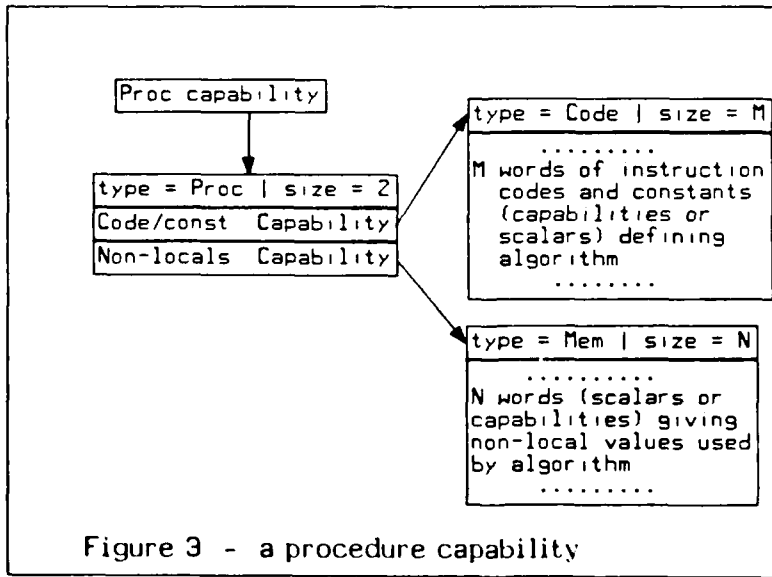 Proc capability
type = Proc | size = 2
Code/const Capability
Non-locals Capability
type = Code | size = M
.........
M words of instruction
codes and constants
(capabilities or
scalars) defining
algorithm
........
type = Mem | size = N
..........
N words (scalars or
capabilities) giving
non-local values used
by algorithm
.........
Figure 3 - a procedure capability